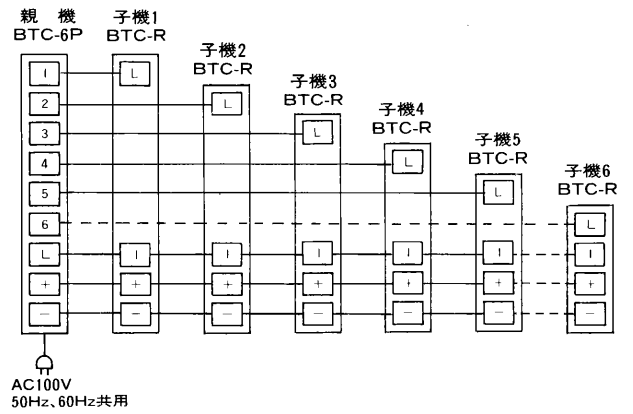 親 機
BTC-6P
子機1
BTC-R
子機2
BTC-R
子機3
BTC-R
子機4
BTC-R
子機5
BTC-R
子機6
BTC-R
1 L
2 L
3 L
4 L
5 L
6 L
L I I I I I I
+ + + + + + +
− − − − − − −
AC100V
50Hz、60Hz共用